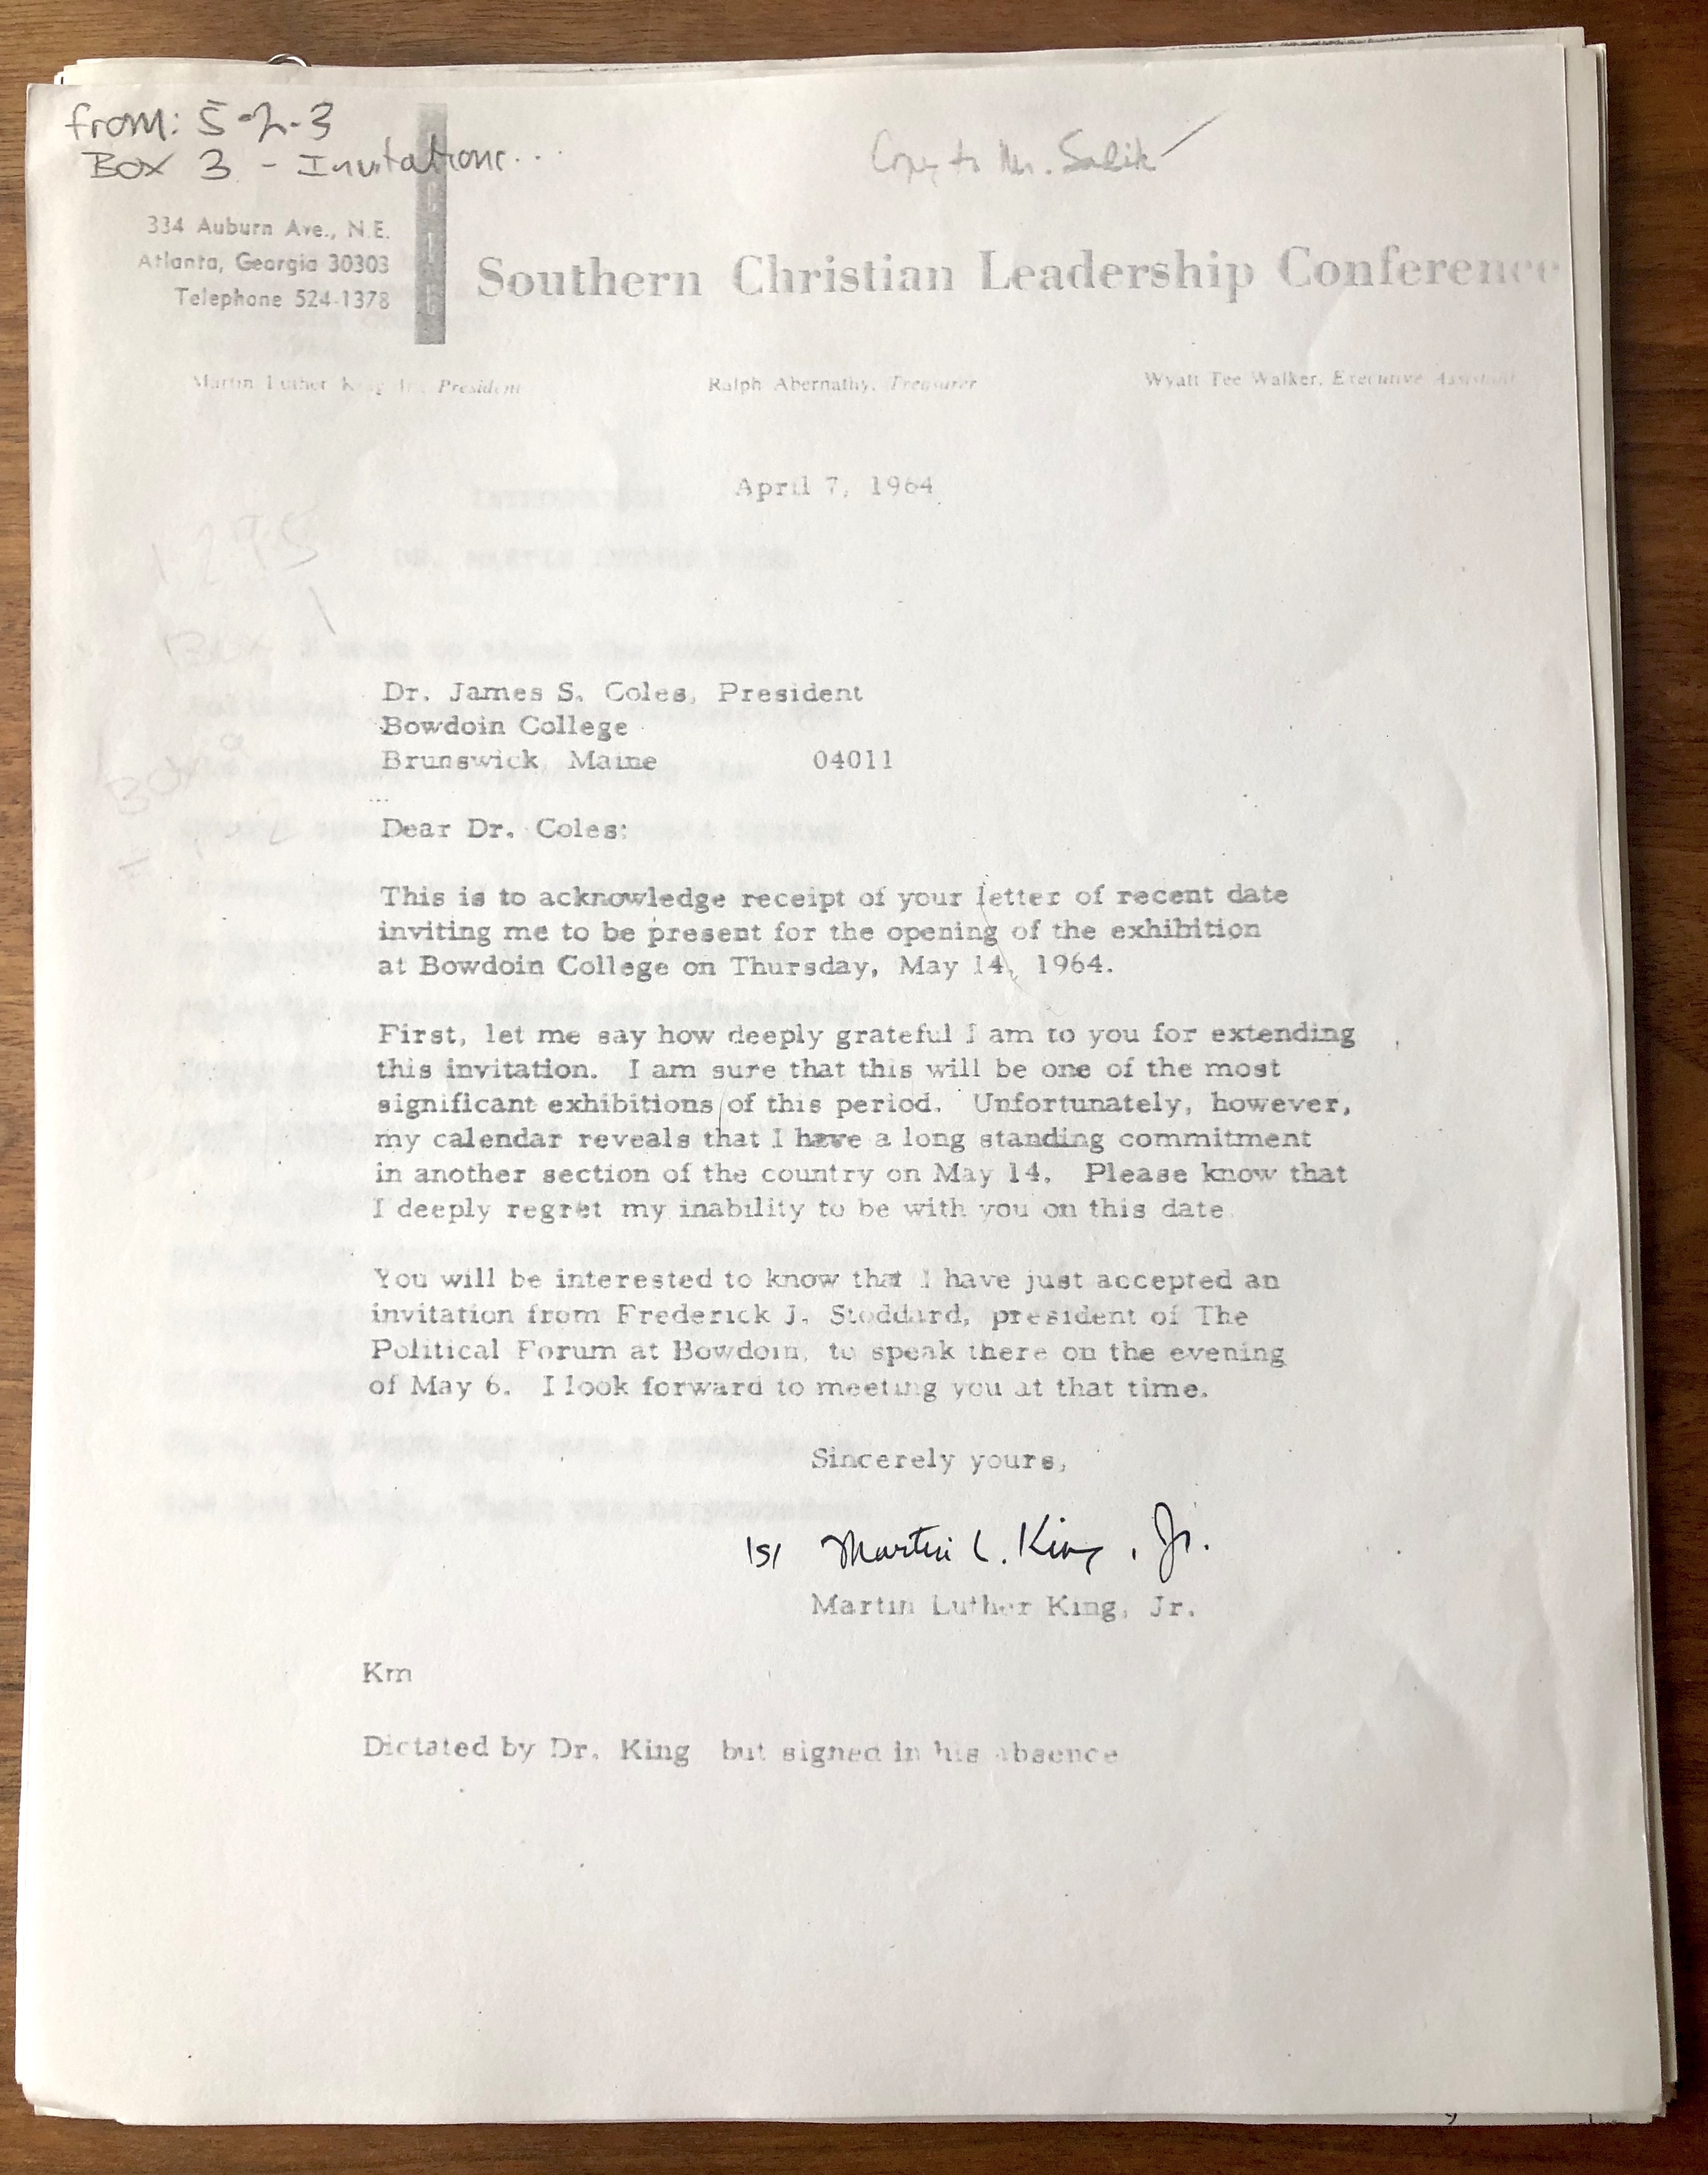 from: 5-2-3
Box 3 - Invitations...
Copy to Mr.
334 Auburn Ave., N.E.
Atlanta, Georgia 30303
Telephone 524-1378
Southern Christian Leadership Conference
Martin Luther King Jr., President
Ralph Abernathy, Treasurer
Wyatt Tee Walker, Executive Assistant
April 7, 1964
Dr. James S. Coles, President
Bowdoin College
Brunswick, Maine 04011
Dear Dr. Coles:
This is to acknowledge receipt of your letter of recent date
inviting me to be present for the opening of the exhibition
at Bowdoin College on Thursday, May 14, 1964.
First, let me say how deeply grateful I am to you for extending
this invitation. I am sure that this will be one of the most
significant exhibitions of this period. Unfortunately, however,
my calendar reveals that I have a long standing commitment
in another section of the country on May 14. Please know that
I deeply regret my inability to be with you on this date.
You will be interested to know that I have just accepted an
invitation from Frederick J. Stoddard, president of The
Political Forum at Bowdoin, to speak there on the evening
of May 6. I look forward to meeting you at that time.
Sincerely yours,
/s/ Martin L. King, Jr.
Martin Luther King, Jr.
Km
Dictated by Dr. King but signed in his absence